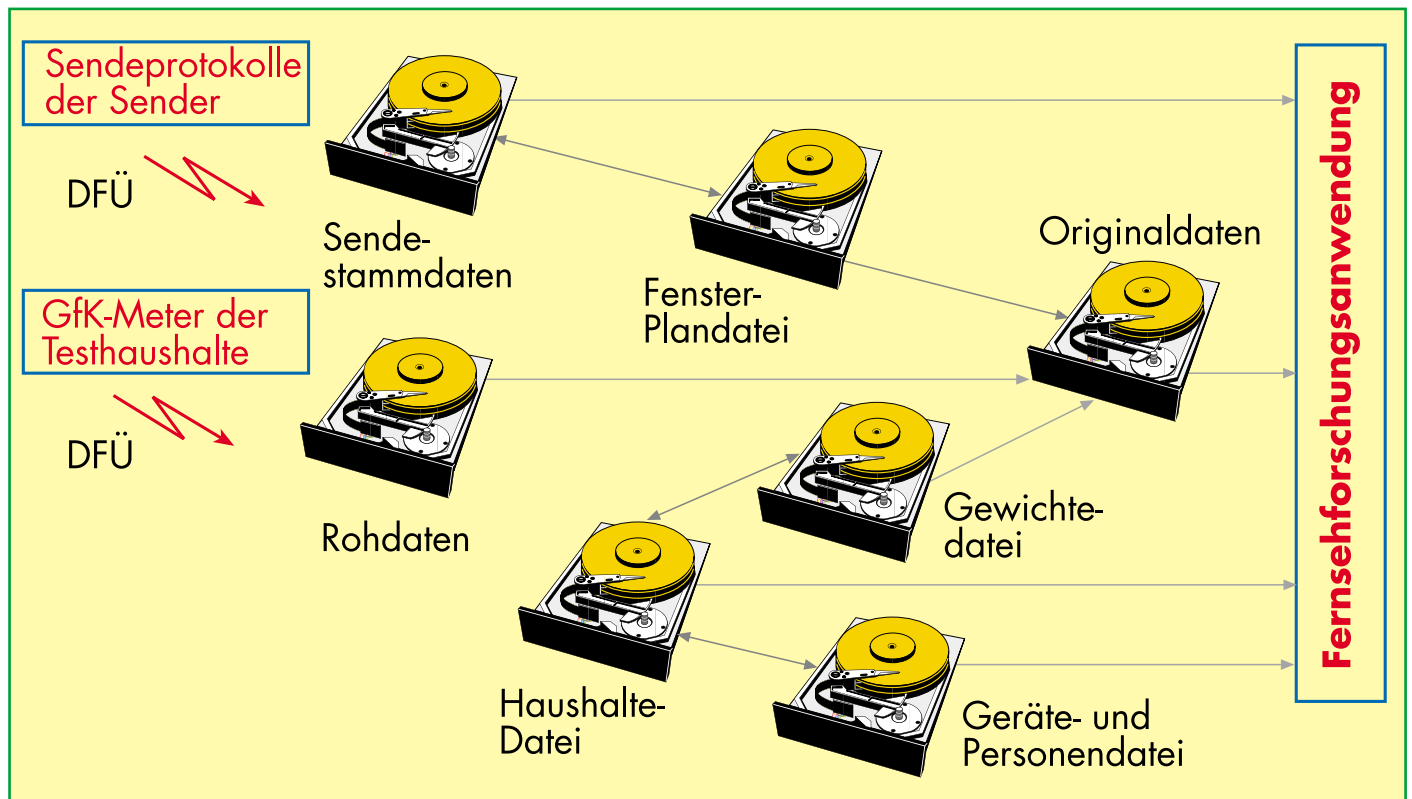 Sendeprotokolle
der Sender
DFÜ
Sende-
stammdaten
Fenster-
Plandatei
Originaldaten
GfK-Meter der
Testhaushalte
DFÜ
Rohdaten
Gewichte-
datei
Haushalte-
Datei
Geräte- und
Personendatei
Fernsehforschungsanwendung